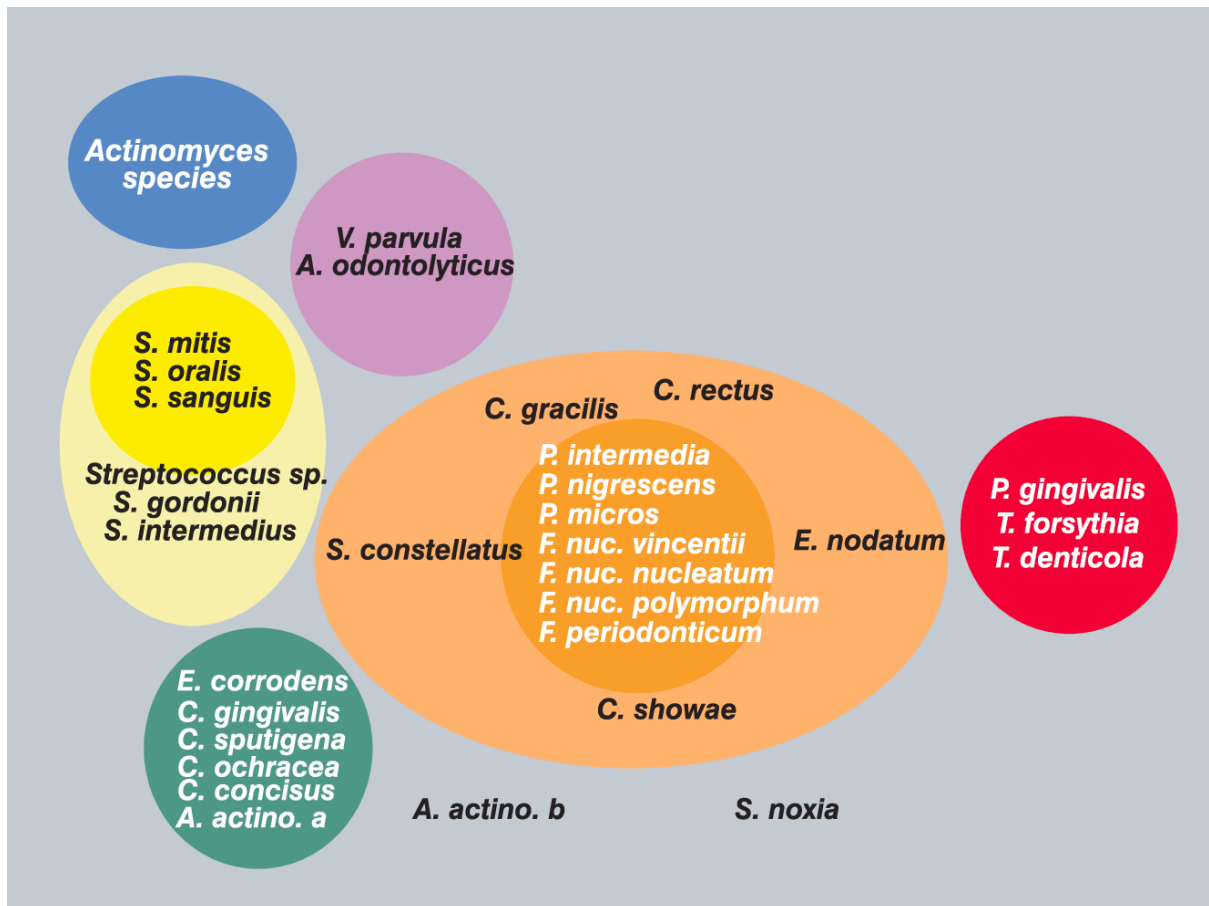 Actinomyces
species
V. parvula
A. odontolyticus
S. mitis
S. oralis
S. sanguis
Streptococcus sp.
S. gordonii
S. intermedius
C. gracilis
C. rectus
P. intermedia
P. nigrescens
P. micros
F. nuc. vincentii
F. nuc. nucleatum
F. nuc. polymorphum
F. periodonticum
S. constellatus
E. nodatum
C. showae
P. gingivalis
T. forsythia
T. denticola
E. corrodens
C. gingivalis
C. sputigena
C. ochracea
C. concisus
A. actino. a
A. actino. b
S. noxia